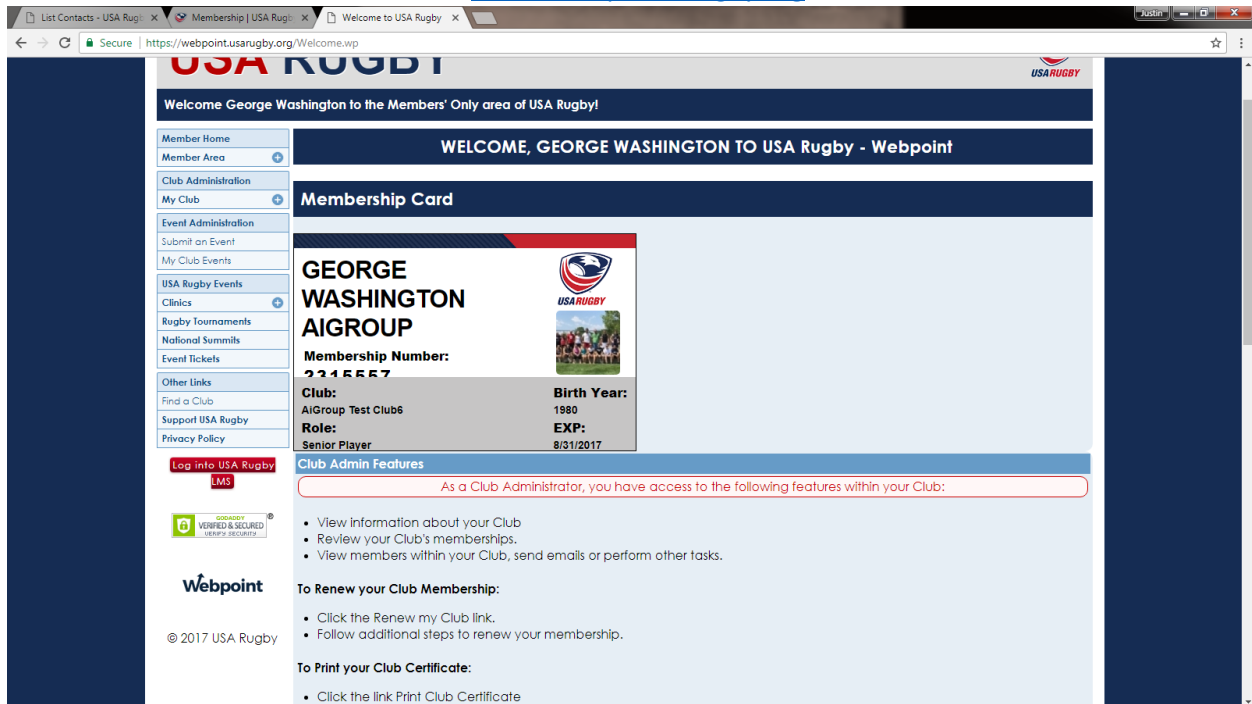 List Contacts - USA Rugb
Membership | USA Rugb
Welcome to USA Rugby
Justin
Secure
https://webpoint.usarugby.org/Welcome.wp
USA RUGBY
USA RUGBY
Welcome George Washington to the Members' Only area of USA Rugby!
Member Home
Member Area
Club Administration
My Club
Event Administration
Submit an Event
My Club Events
USA Rugby Events
Clinics
Rugby Tournaments
National Summits
Event Tickets
Other Links
Find a Club
Support USA Rugby
Privacy Policy
Log into USA Rugby
LMS
GODADDY
VERIFIED & SECURED
VERIFY SECURITY
®
Webpoint
© 2017 USA Rugby
WELCOME, GEORGE WASHINGTON TO USA Rugby - Webpoint
Membership Card
GEORGE
WASHINGTON
AIGROUP
USA RUGBY
Membership Number:
2315557
Club:
AiGroup Test Club6
Role:
Senior Player
Birth Year:
1980
EXP:
8/31/2017
Club Admin Features
As a Club Administrator, you have access to the following features within your Club:
• View information about your Club
• Review your Club's memberships.
• View members within your Club, send emails or perform other tasks.
To Renew your Club Membership:
• Click the Renew my Club link.
• Follow additional steps to renew your membership.
To Print your Club Certificate:
• Click the link Print Club Certificate